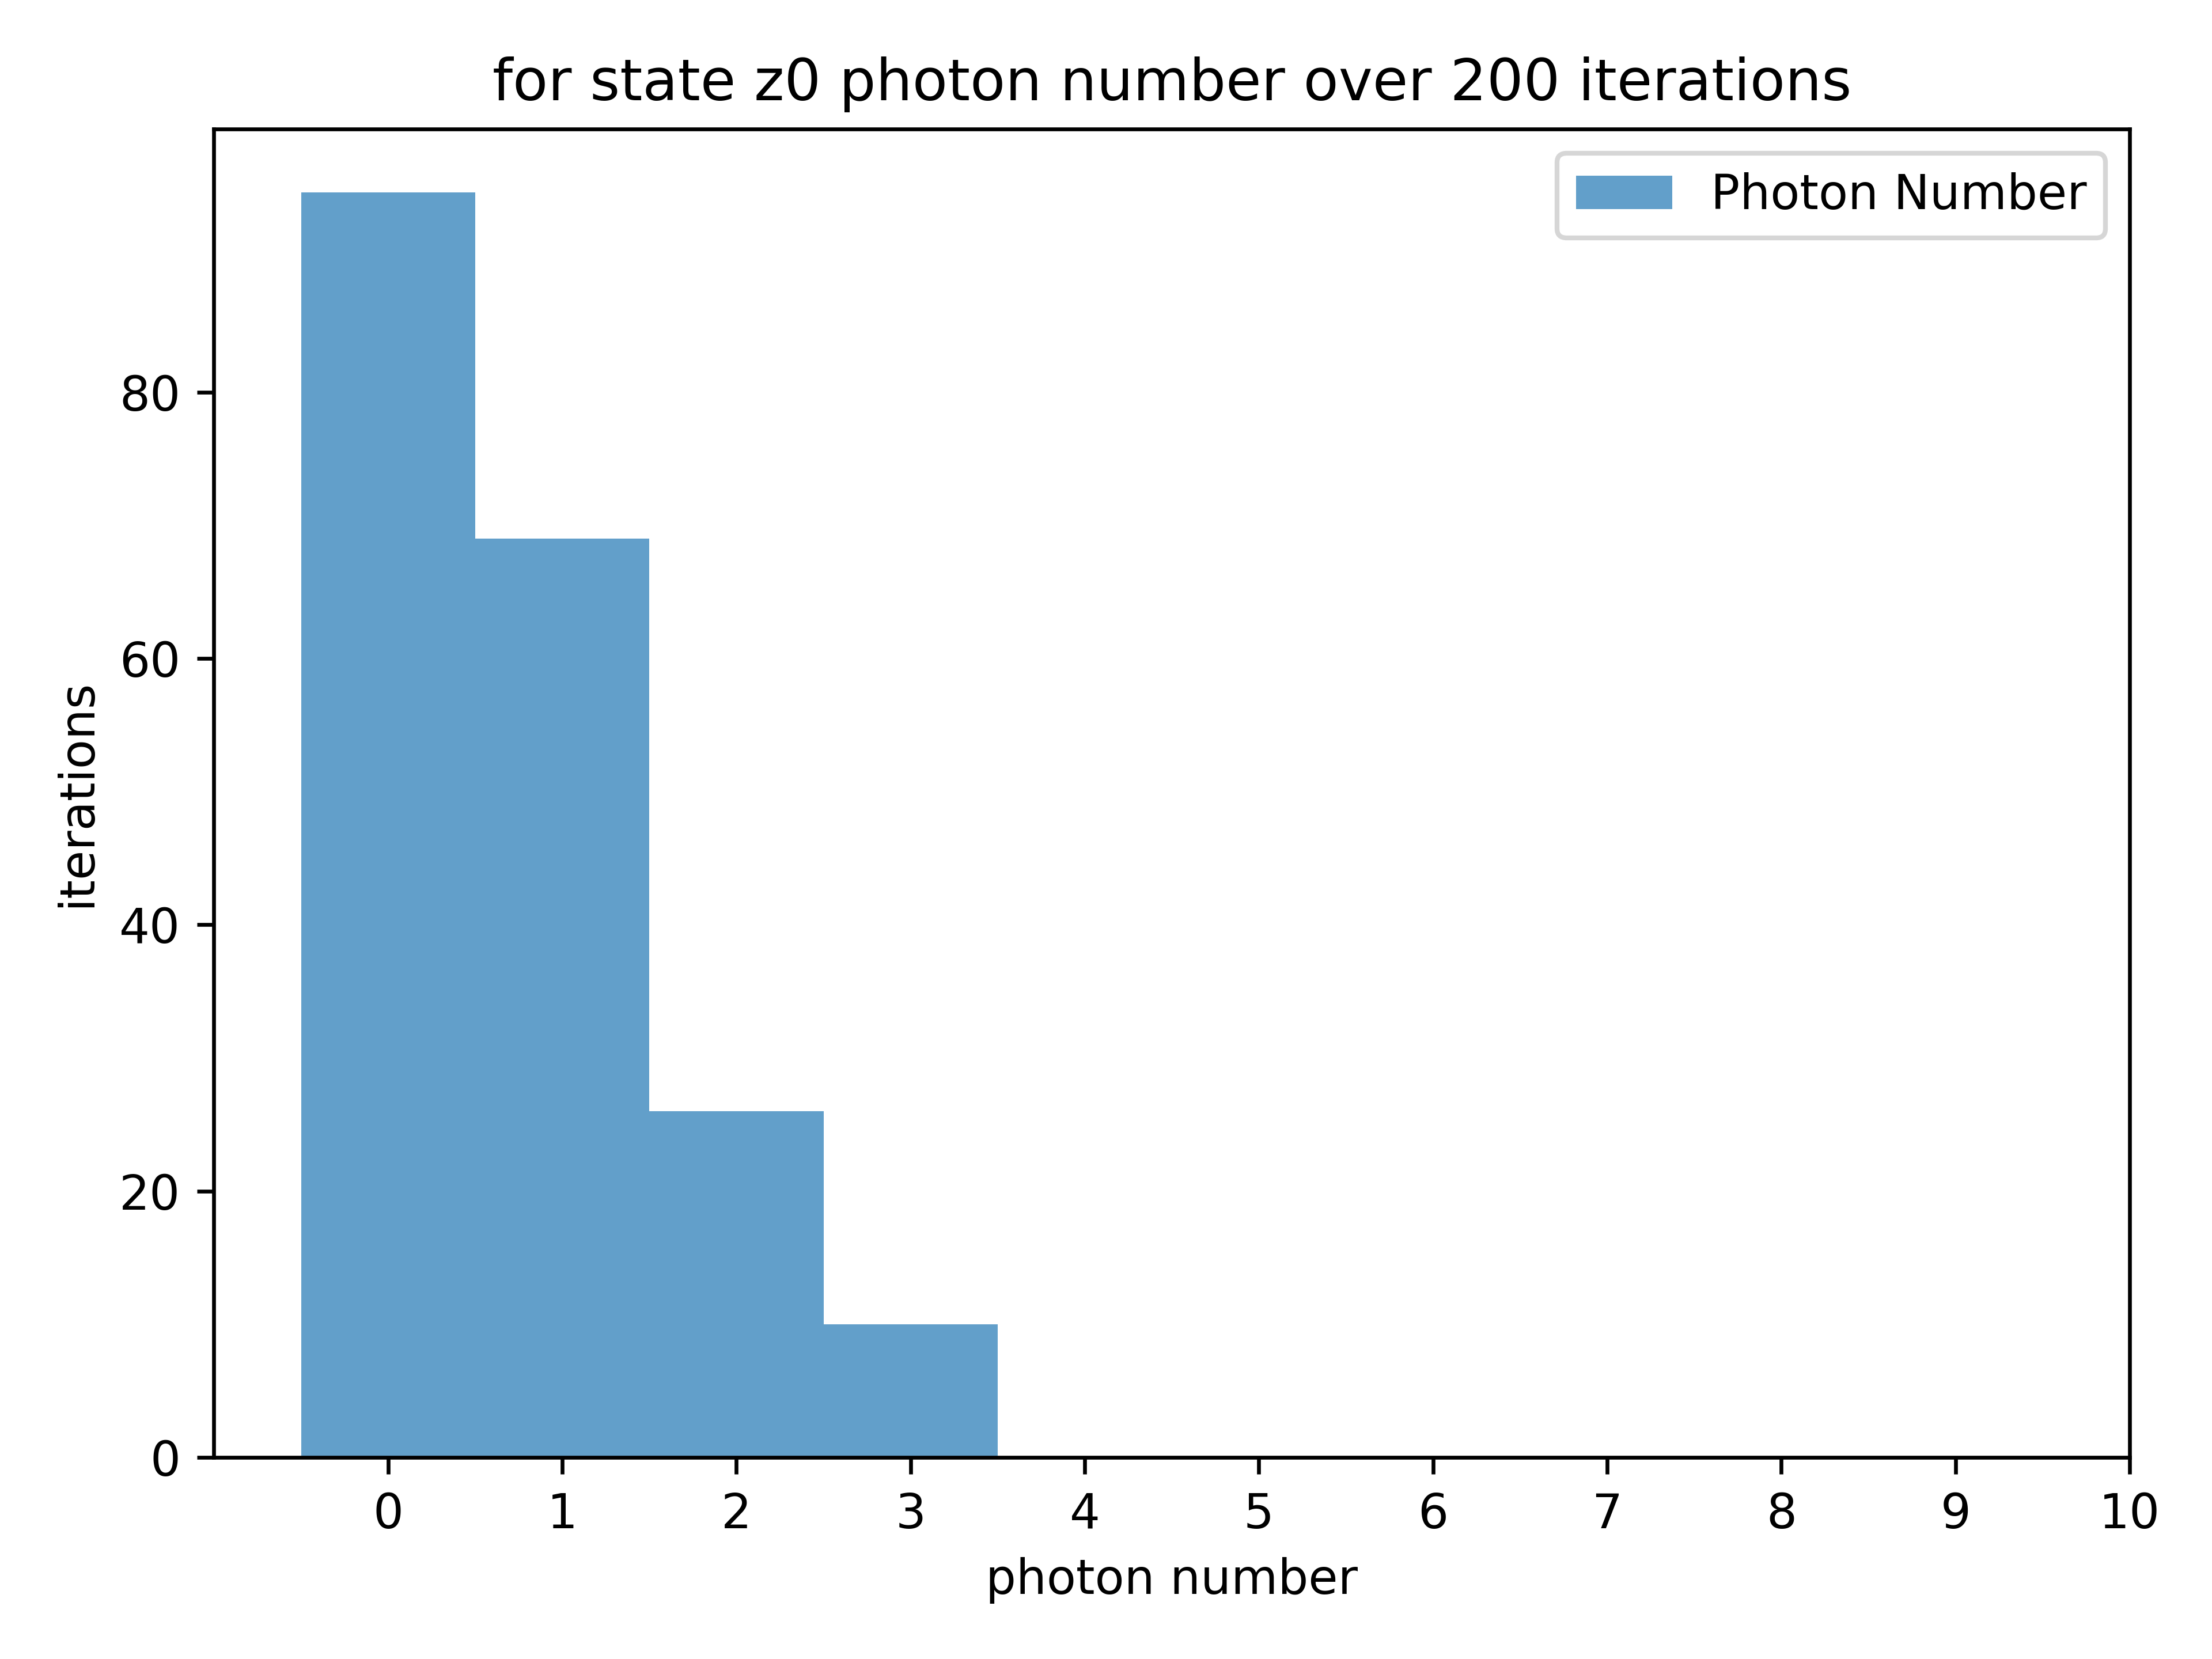 for state z0 photon number over 200 iterations
Photon Number
80
60
40
20
0
iterations
0 1 2 3 4 5 6 7 8 9 10
photon number